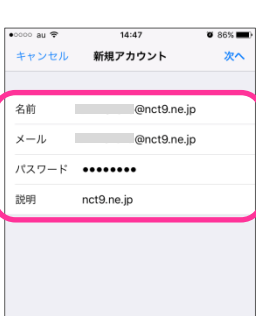 au 14:47 86%
キャンセル 新規アカウント 次へ
名前 @nct9.ne.jp
メール @nct9.ne.jp
パスワード ●●●●●●●●
説明 nct9.ne.jp